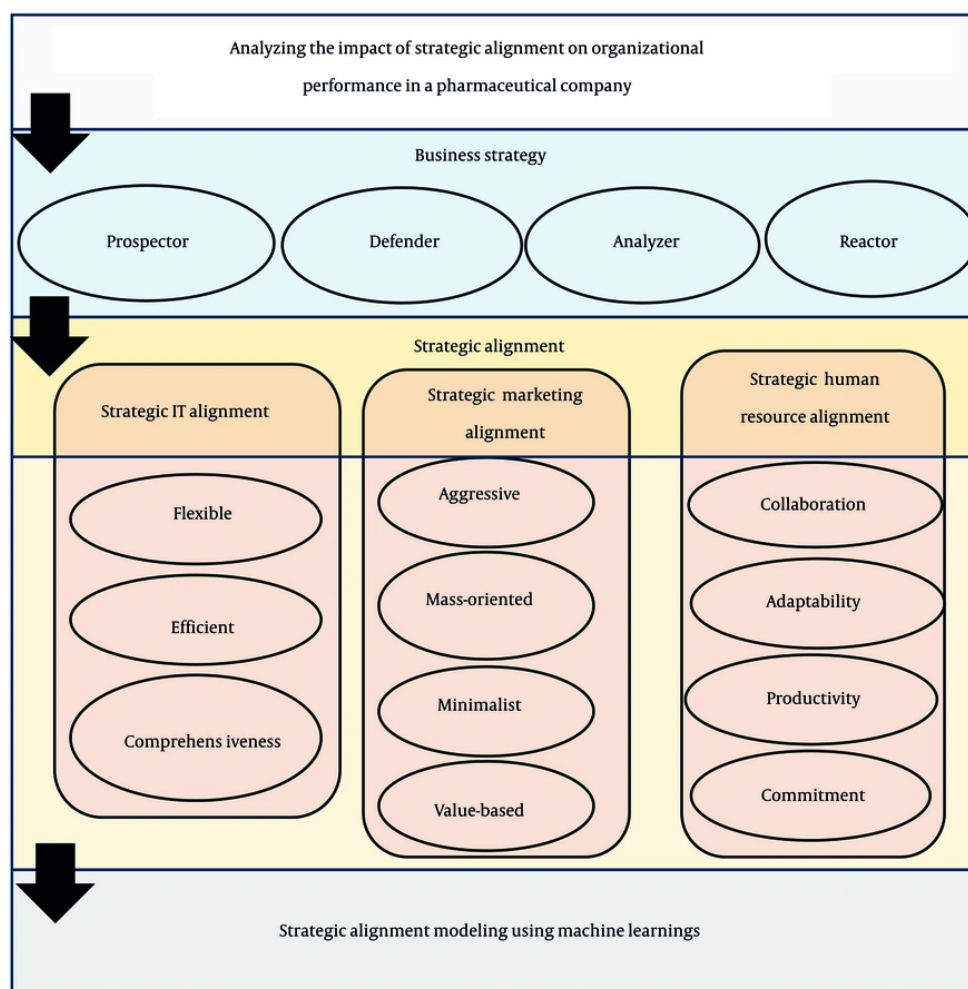 Analyzing the impact of strategic alignment on organizational
performance in a pharmaceutical company
Business strategy
Prospector
Defender
Analyzer
Reactor
Strategic alignment
Strategic IT alignment
Flexible
Efficient
Comprehens iveness
Strategic marketing
alignment
Aggressive
Mass-oriented
Minimalist
Value-based
Strategic human
resource alignment
Collaboration
Adaptability
Productivity
Commitment
Strategic alignment modeling using machine learnings